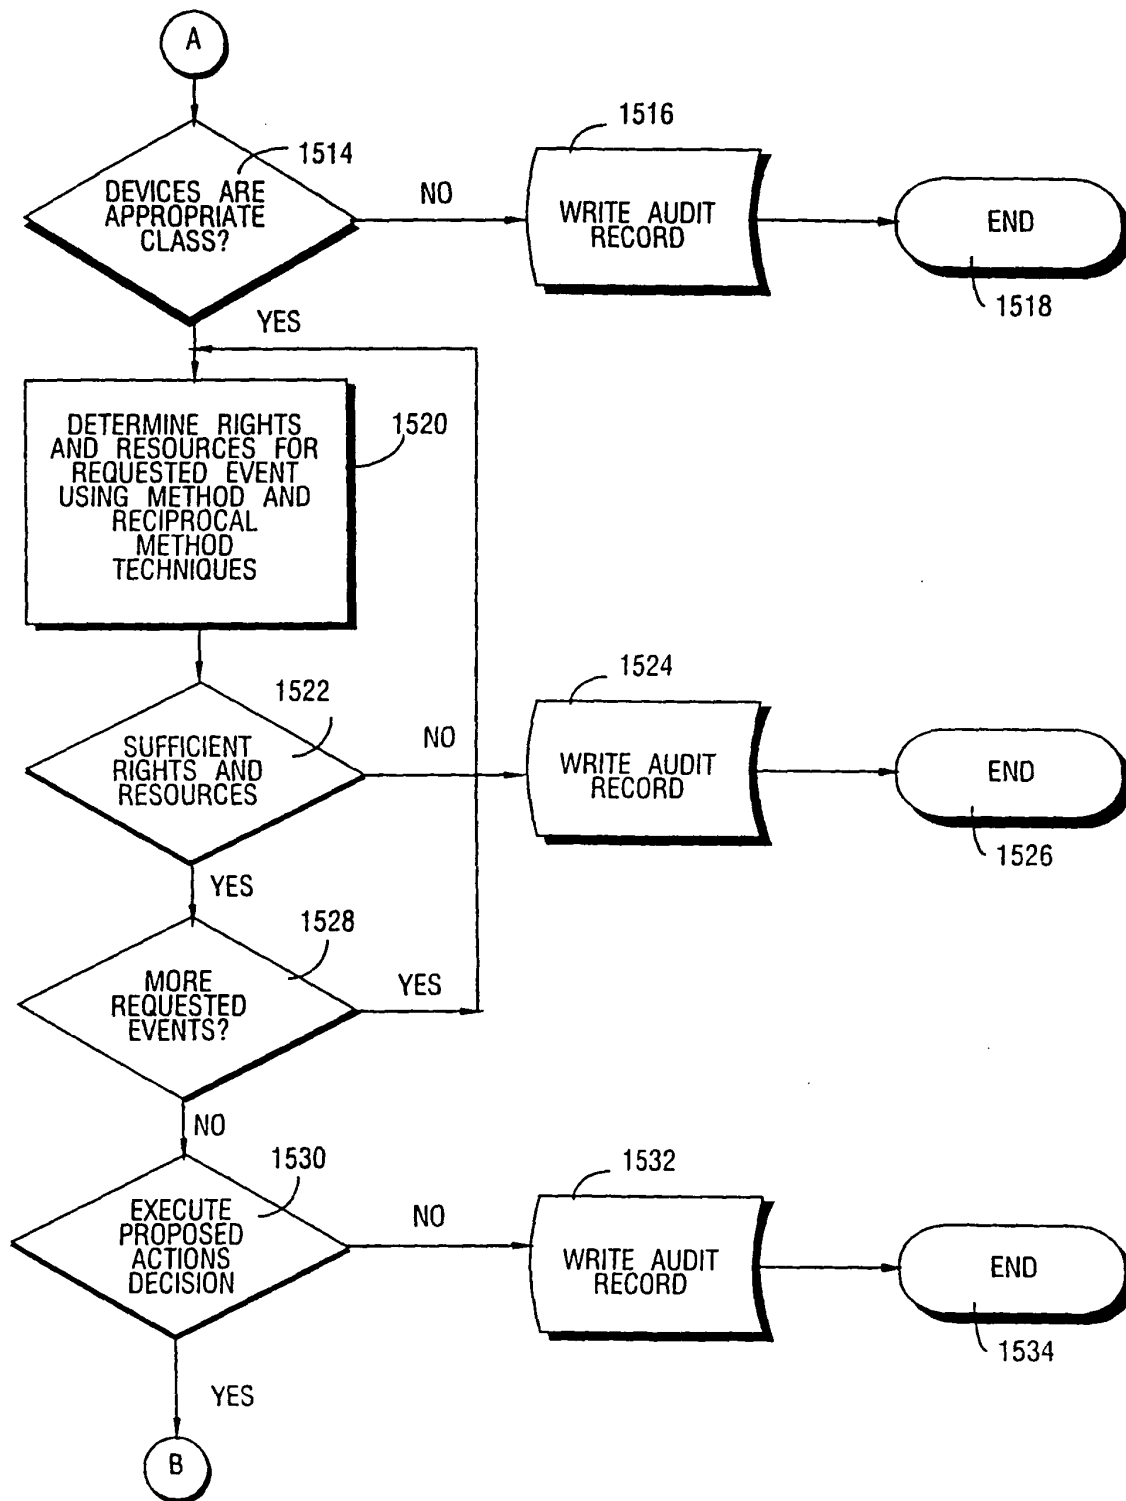 A
1514
DEVICES ARE
APPROPRIATE
CLASS?
NO
1516
WRITE AUDIT
RECORD
END
1518
YES
DETERMINE RIGHTS
AND RESOURCES FOR
REQUESTED EVENT
USING METHOD AND
RECIPROCAL
METHOD
TECHNIQUES
1520
1522
SUFFICIENT
RIGHTS AND
RESOURCES
NO
1524
WRITE AUDIT
RECORD
END
1526
YES
1528
MORE
REQUESTED
EVENTS?
YES
NO
1530
EXECUTE
PROPOSED
ACTIONS
DECISION
NO
1532
WRITE AUDIT
RECORD
END
1534
YES
B